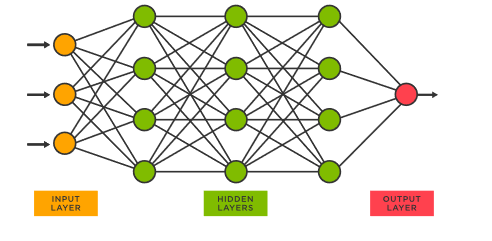 INPUT
LAYER
HIDDEN
LAYERS
OUTPUT
LAYER